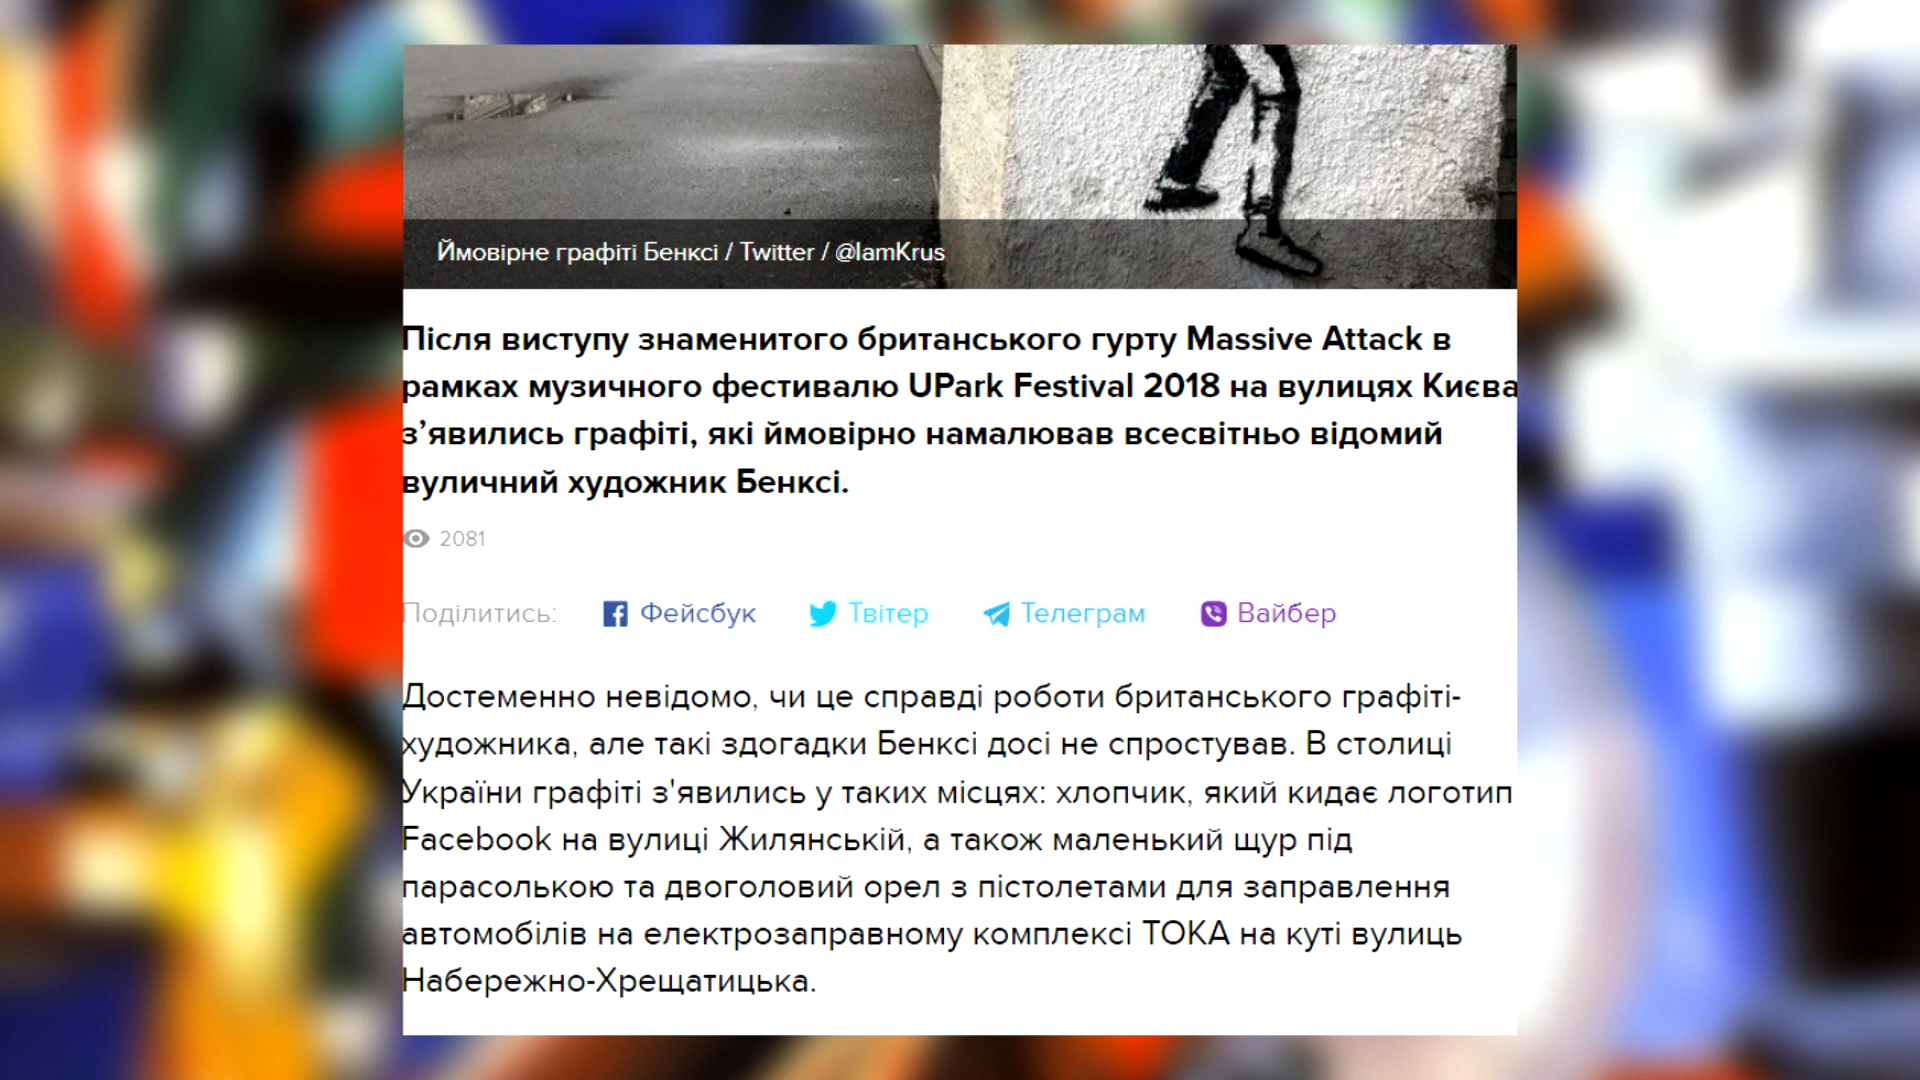 Ймовірне графіті Бенксі / Twitter / @IamKrus
Після виступу знаменитого британського гурту Massive Attack в
рамках музичного фестивалю UPark Festival 2018 на вулицях Києва
з’явились графіті, які ймовірно намалював всесвітньо відомий
вуличний художник Бенксі.
2081
Поділитись: Фейсбук Твітер Телеграм Вайбер
Достеменно невідомо, чи це справді роботи британського графіті-
художника, але такі здогадки Бенксі досі не спростував. В столиці
України графіті з'явились у таких місцях: хлопчик, який кидає логотип
Facebook на вулиці Жилянській, а також маленький щур під
парасолькою та двоголовий орел з пістолетами для заправлення
автомобілів на електрозаправному комплексі ТОКА на куті вулиць
Набережно-Хрещатицька.